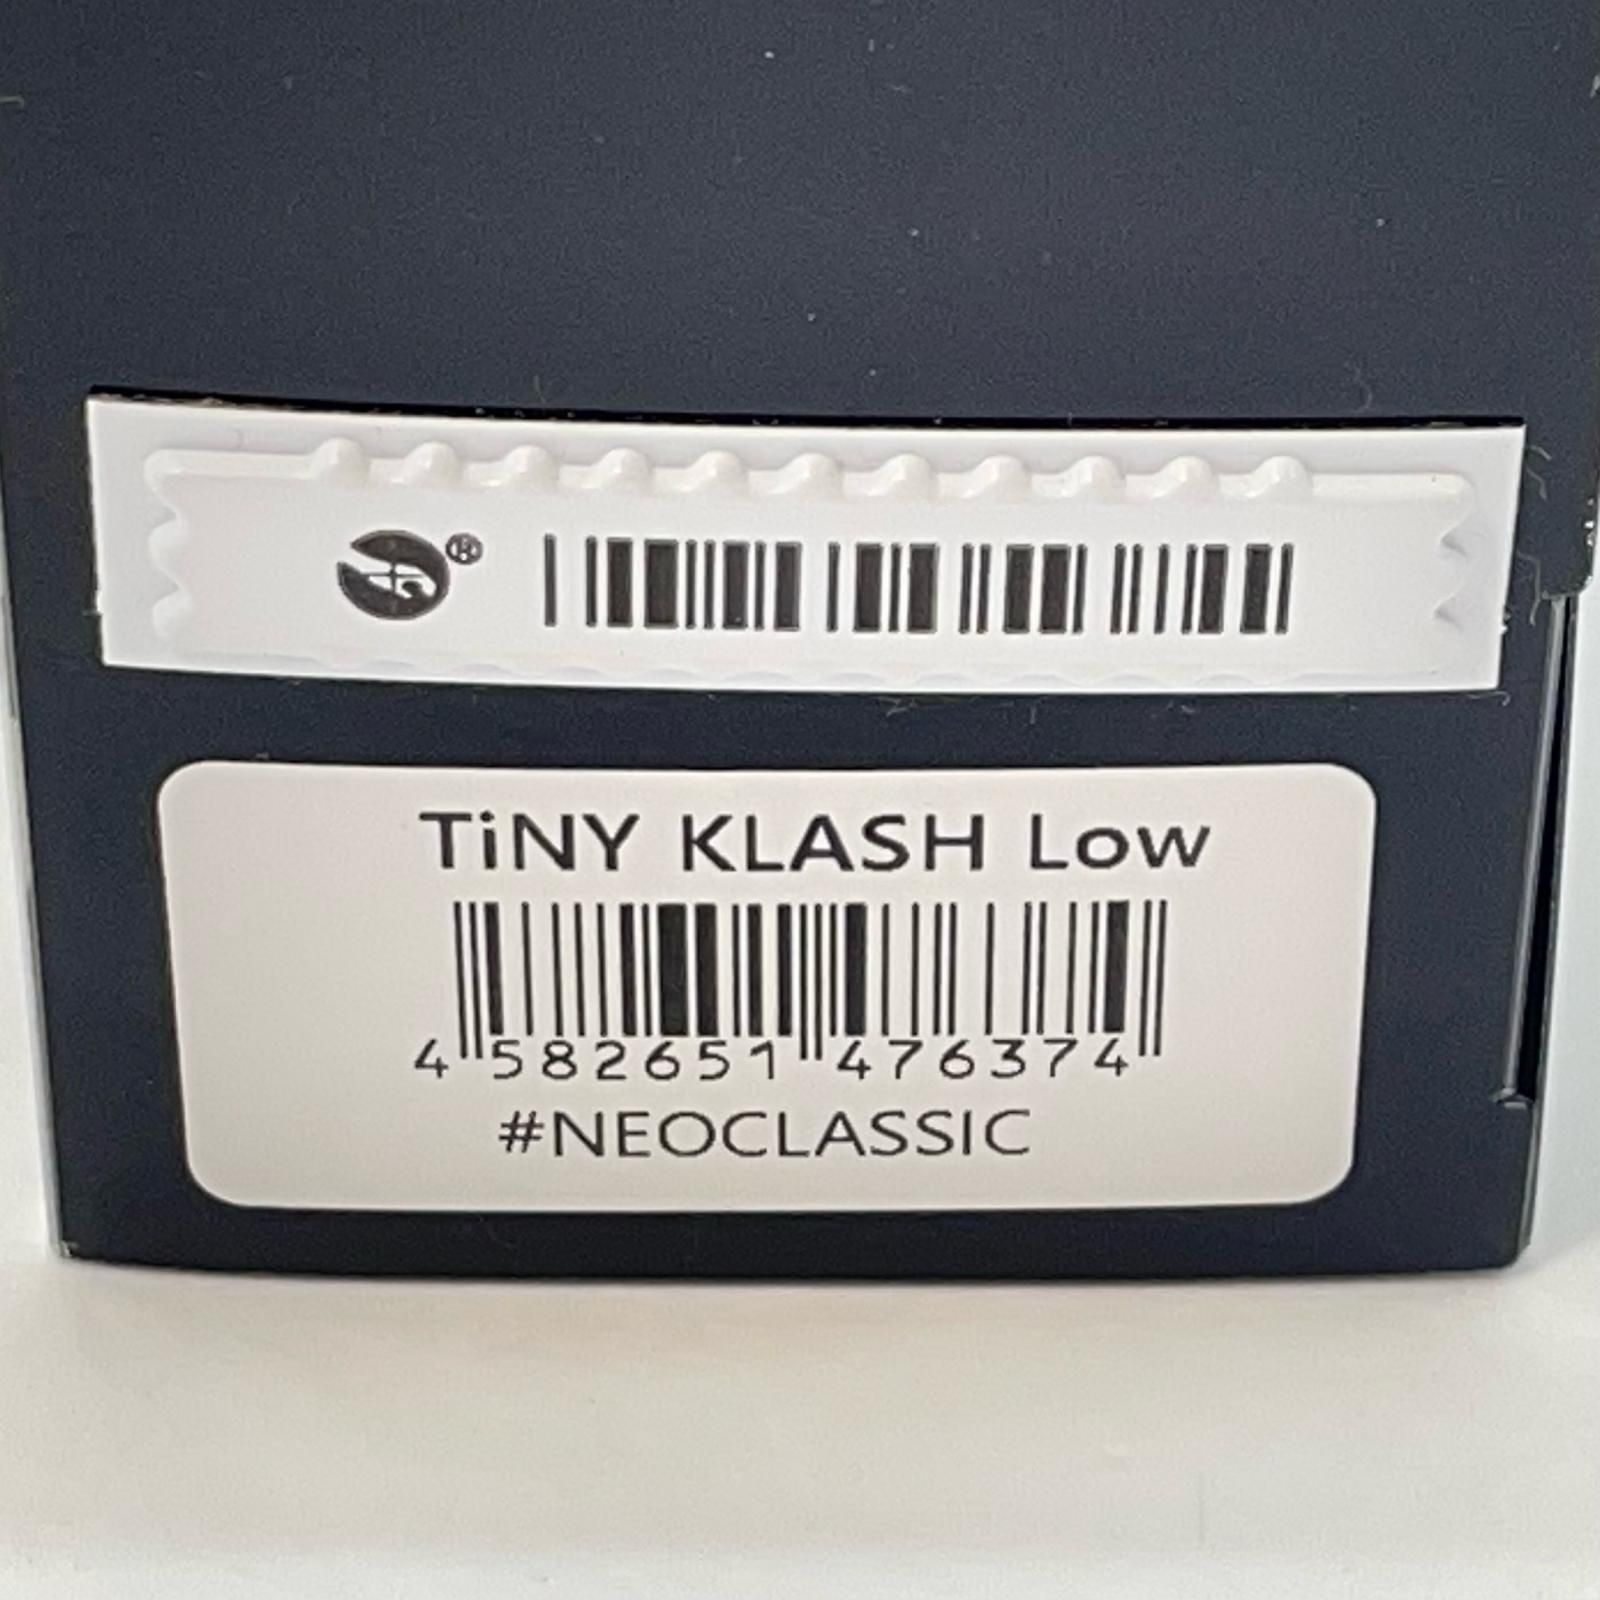 ®
TiNY KLASH Low
4 582651 476374
#NEOCLASSIC